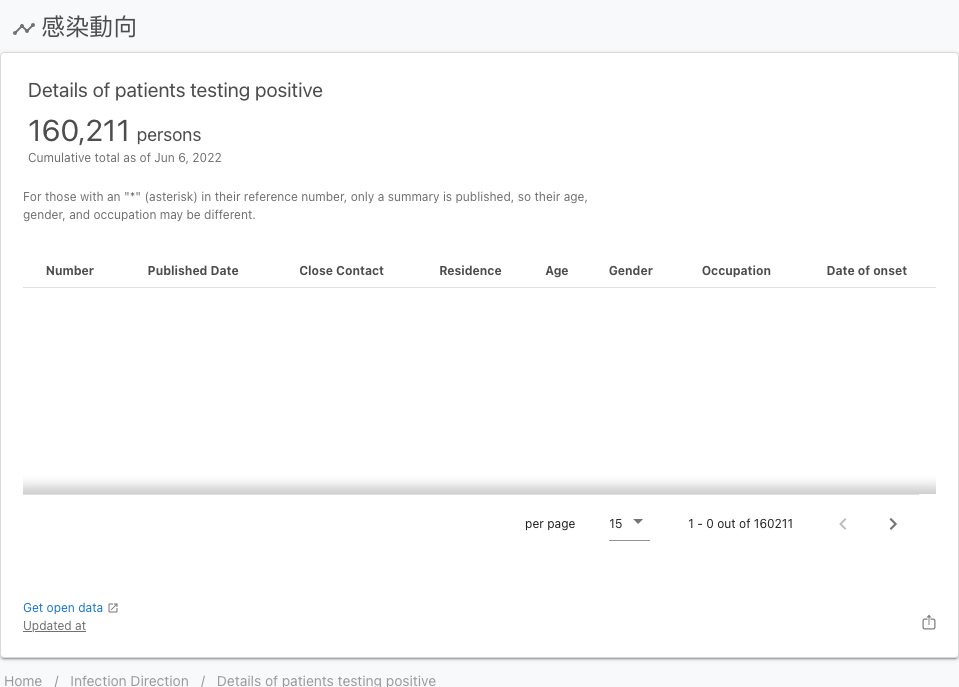 感染動向
Details of patients testing positive
160,211 persons
Cumulative total as of Jun 6, 2022
For those with an "*" (asterisk) in their reference number, only a summary is published, so their age,
gender, and occupation may be different.
Number Published Date Close Contact Residence Age Gender Occupation Date of onset
per page 15 1 - 0 out of 160211
Get open data
Updated at
Home / Infection Direction / Details of patients testing positive